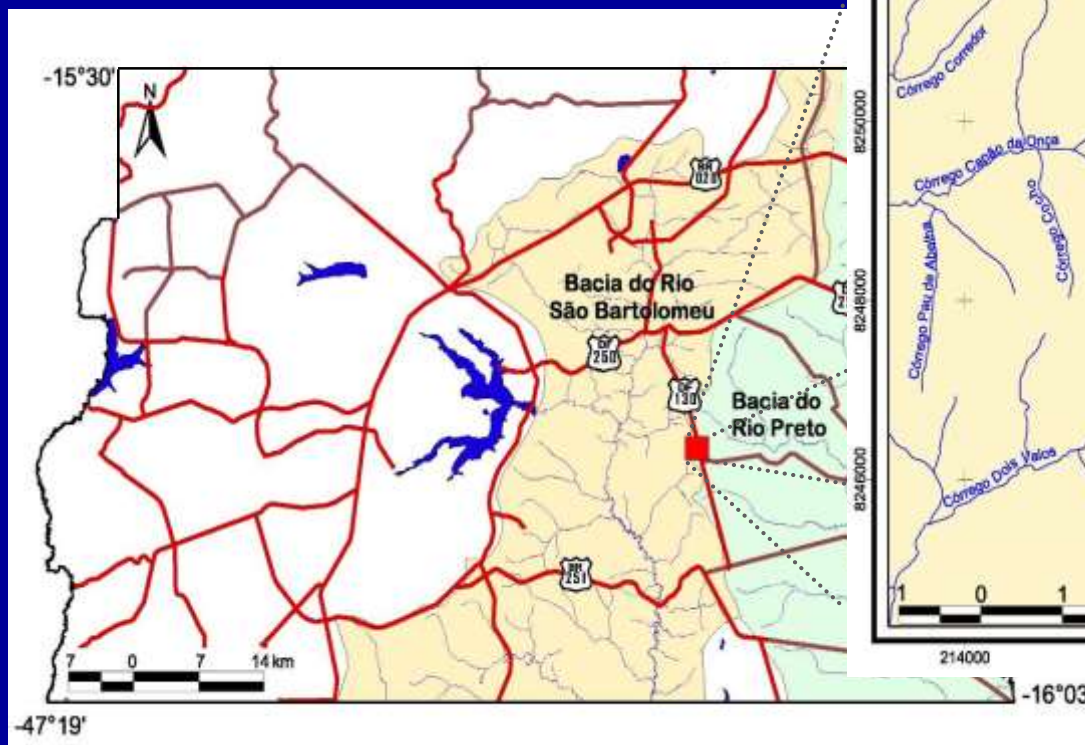 -15°30'
N
BR
020
Bacia do Rio
São Bartolomeu
DF
250
DF
130
Bacia do
Rio Preto
BR
251
7 0 7 14 km
-47°19'
-16°03
Córrego Corredor
8250000
Córrego Capão da Onça
Córrego Cocho
Córrego Pau de Abelha
8248000
8246000
Córrego Dois Valos
1 0 1
214000